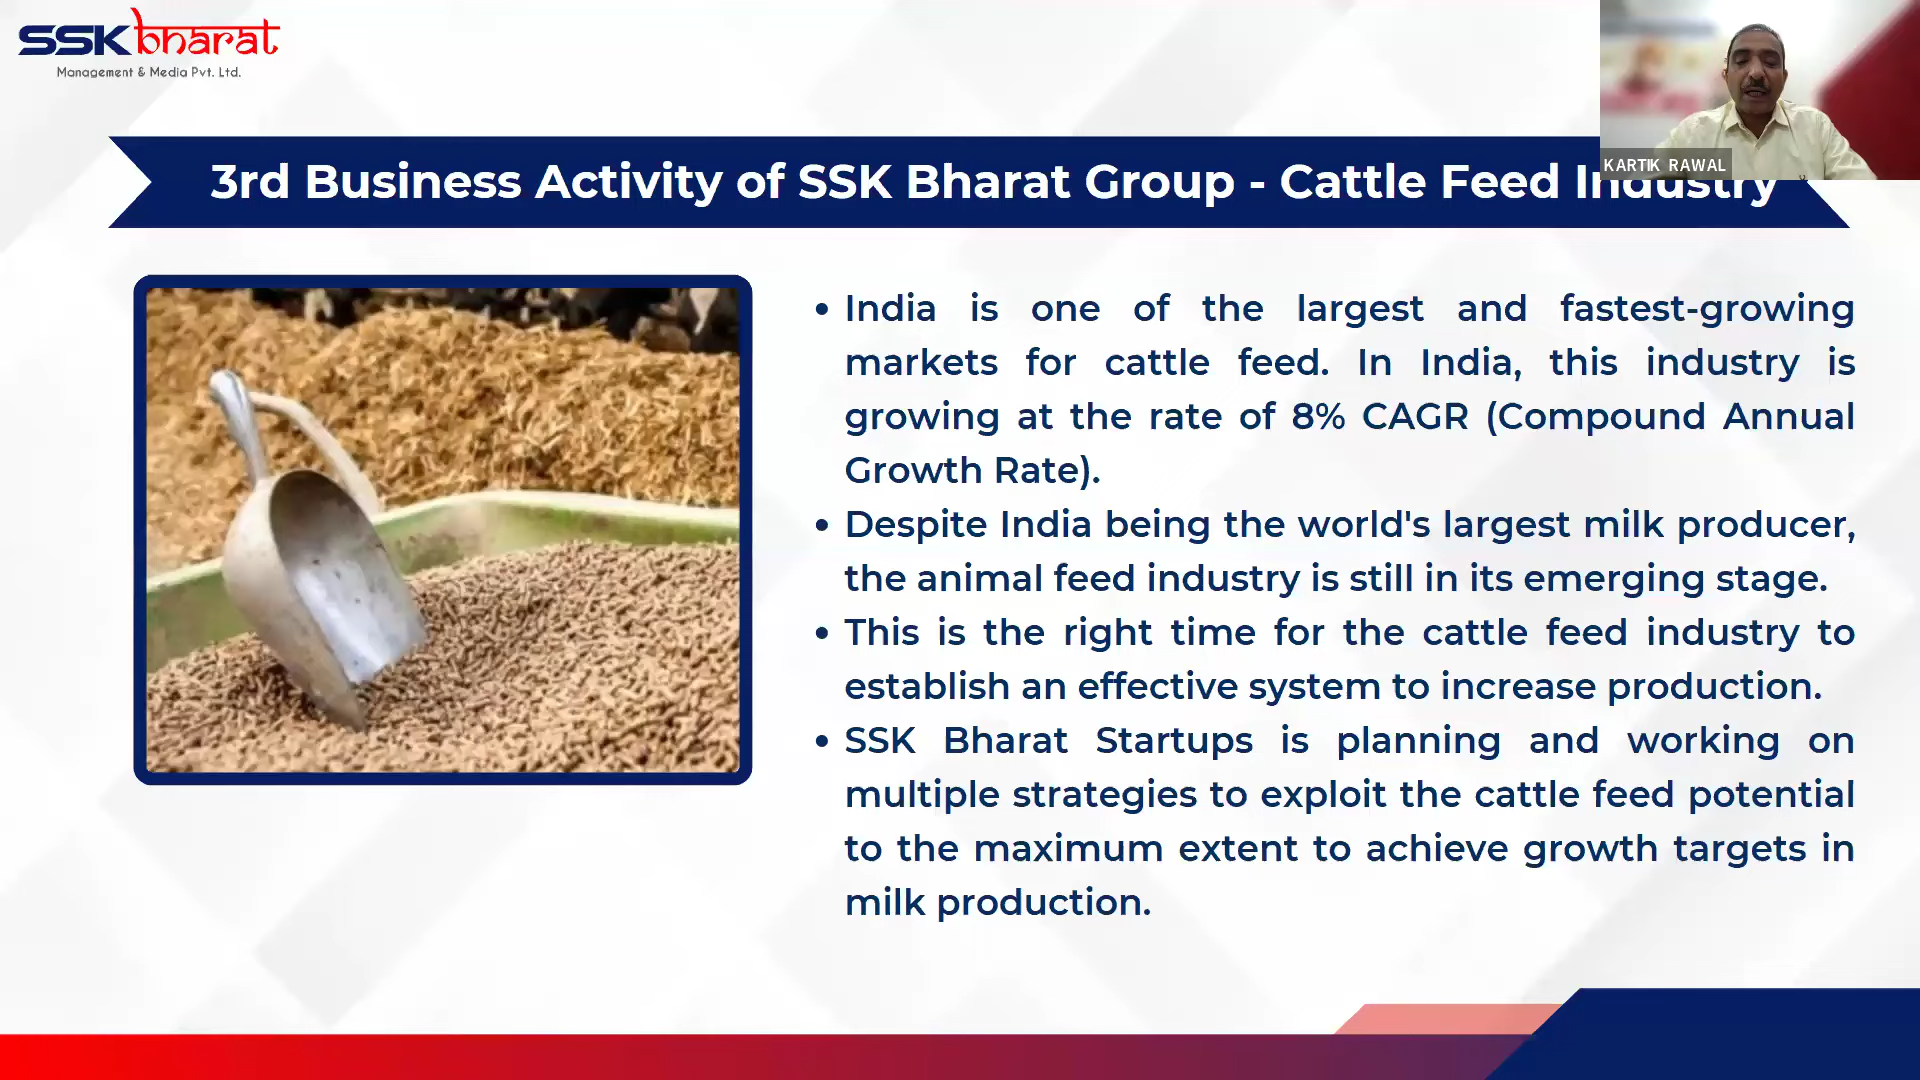 SSK bharat
Management & Media Pvt. Ltd.
KARTIK RAWAL
3rd Business Activity of SSK Bharat Group - Cattle Feed Industry
• India is one of the largest and fastest-growing
markets for cattle feed. In India, this industry is
growing at the rate of 8% CAGR (Compound Annual
Growth Rate).
• Despite India being the world's largest milk producer,
the animal feed industry is still in its emerging stage.
• This is the right time for the cattle feed industry to
establish an effective system to increase production.
• SSK Bharat Startups is planning and working on
multiple strategies to exploit the cattle feed potential
to the maximum extent to achieve growth targets in
milk production.